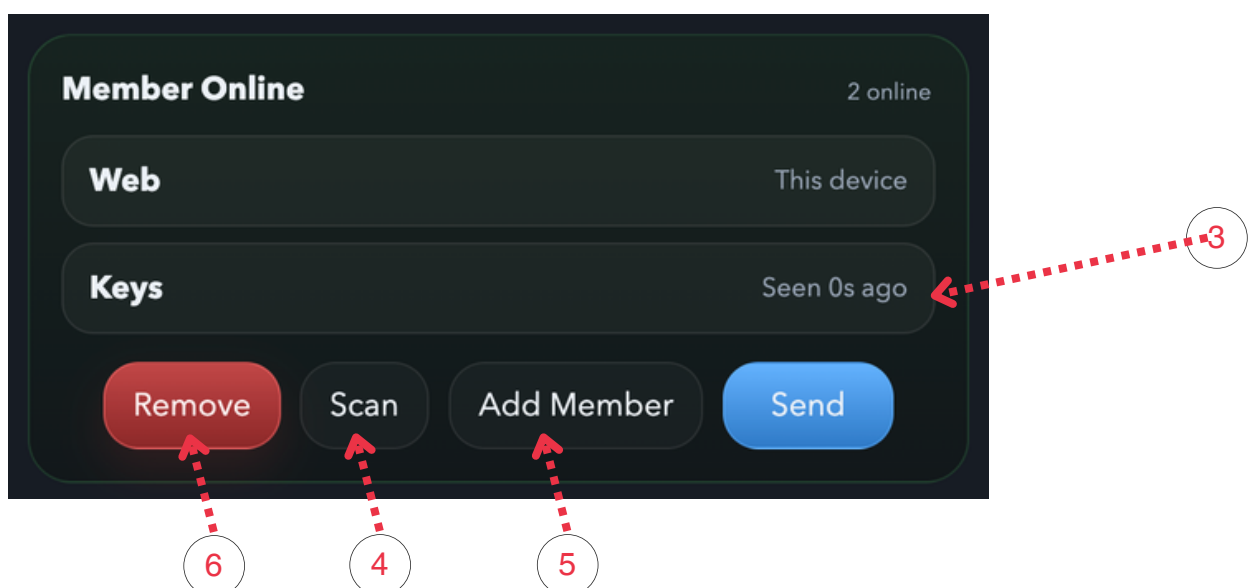 Member Online 2 online
Web This device
3
Keys Seen 0s ago
Remove Scan Add Member Send
6 4 5